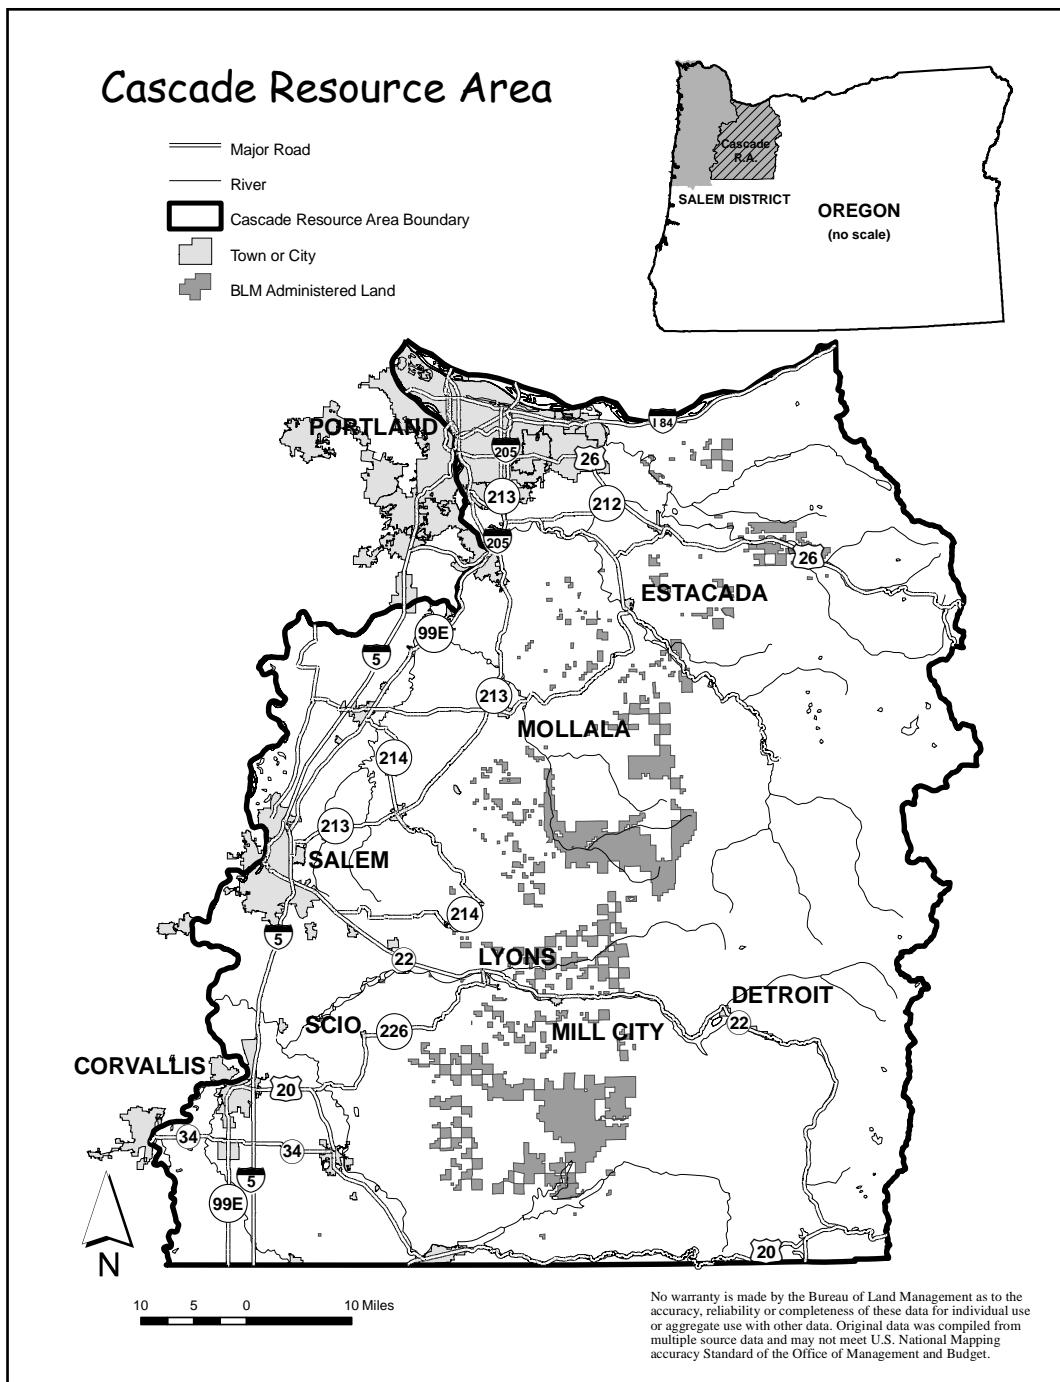 Cascade Resource Area
Major Road
River
Cascade Resource Area Boundary
Town or City
BLM Administered Land
Cascade
R.A.
SALEM DISTRICT
OREGON
(no scale)
I 84
PORTLAND
205
26
213
212
205
26
ESTACADA
99E
5
213
MOLLALA
214
213
SALEM
214
5
22
LYONS
DETROIT
22
SCIO
226
MILL CITY
CORVALLIS
20
34
34
5
99E
20
N
10 5 0 10 Miles
No warranty is made by the Bureau of Land Management as to the
accuracy, reliability or completeness of these data for individual use
or aggregate use with other data. Original data was compiled from
multiple source data and may not meet U.S. National Mapping
accuracy Standard of the Office of Management and Budget.